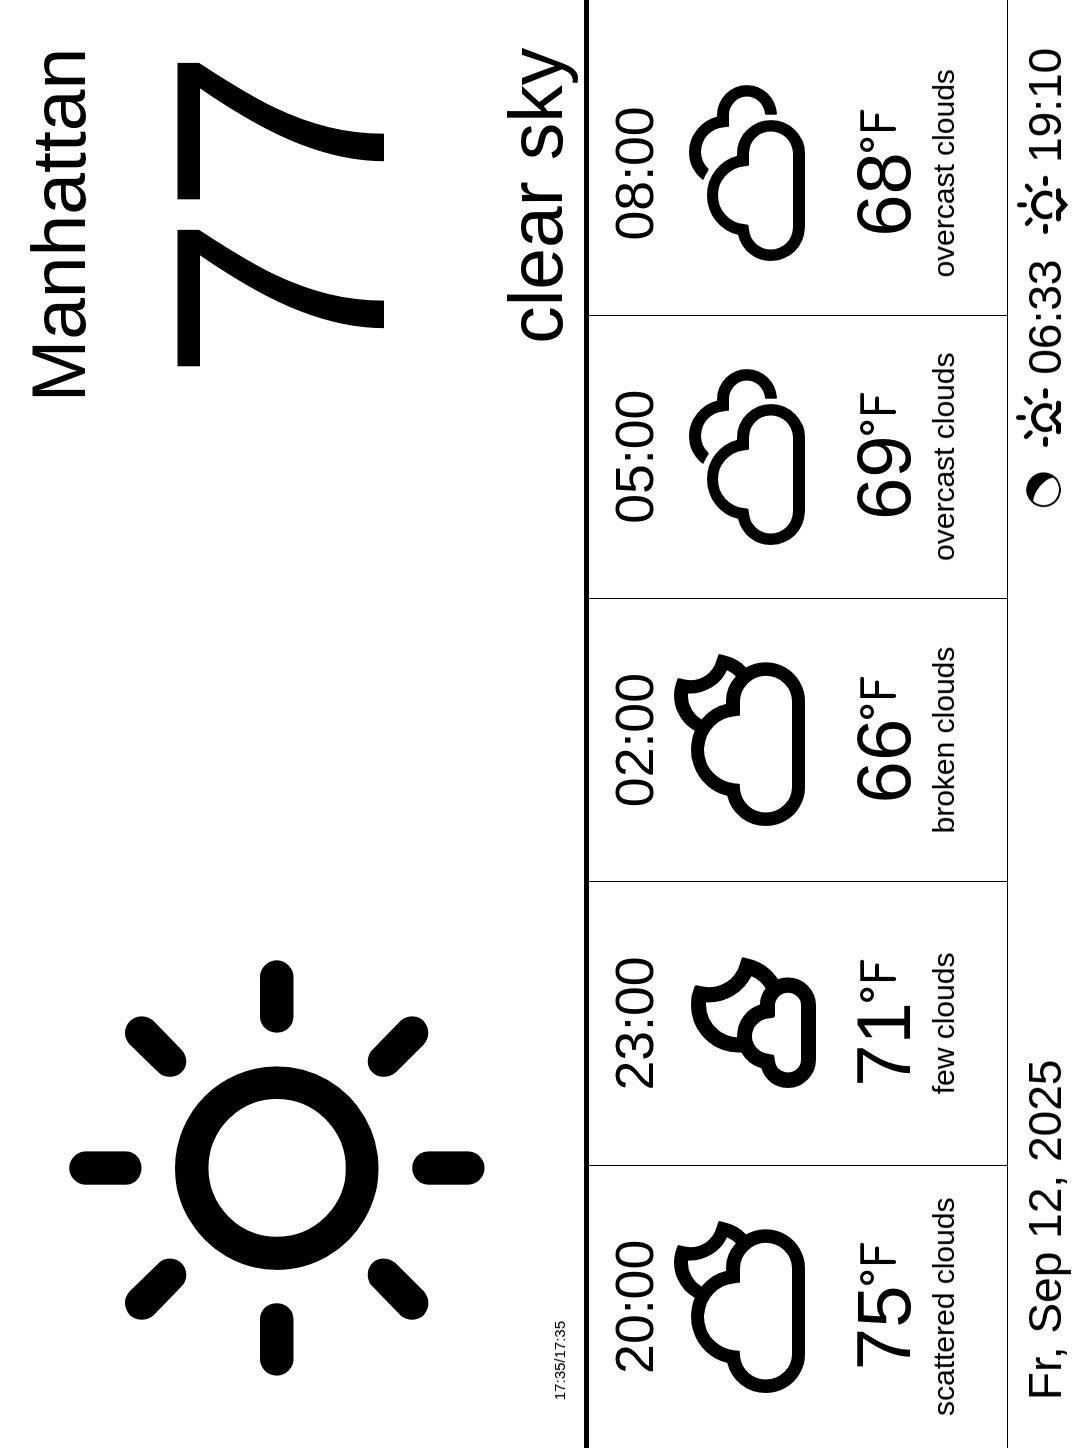 Manhattan
77
clear sky
17:35/17:35
20:00
75°F
scattered clouds
23:00
71°F
few clouds
02:00
66°F
broken clouds
05:00
69°F
overcast clouds
08:00
68°F
overcast clouds
Fr, Sep 12, 2025
06:33 19:10